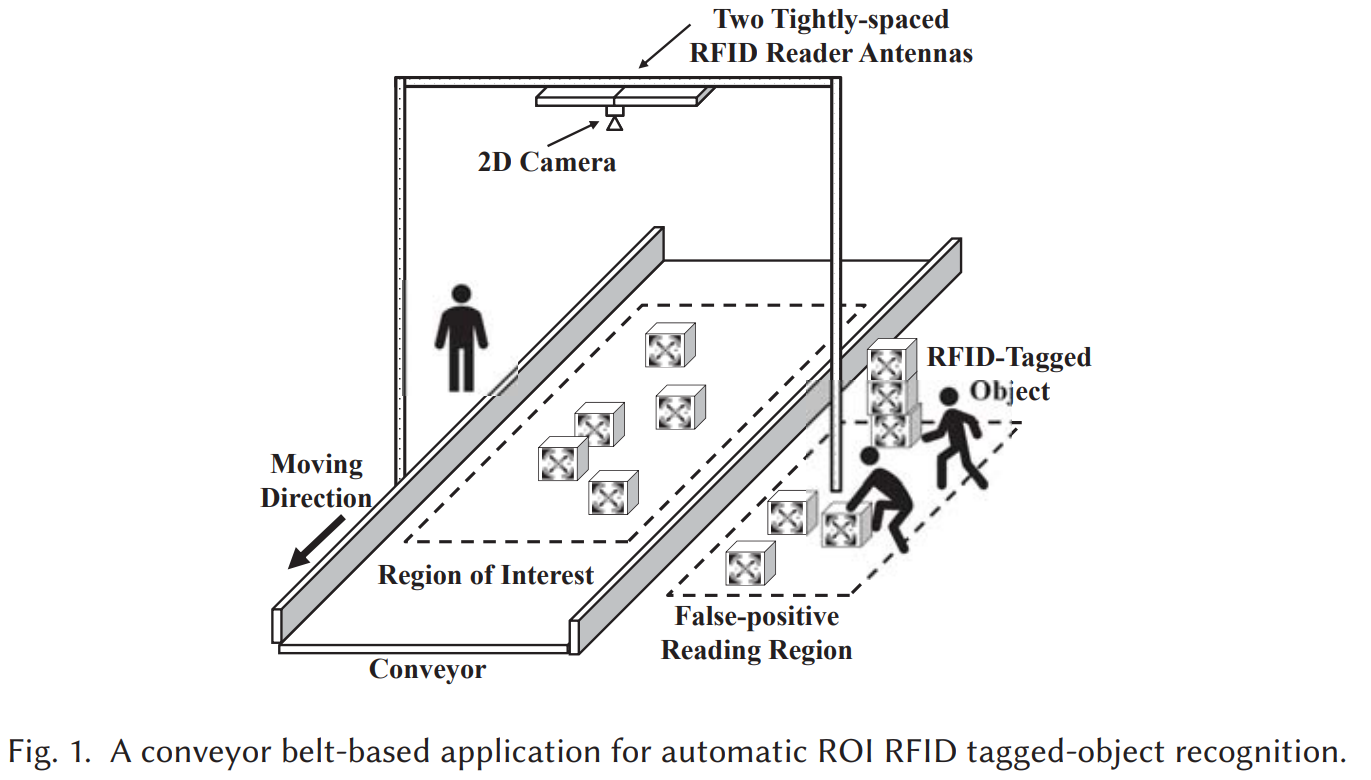 Two Tightly-spaced
RFID Reader Antennas
2D Camera
RFID-Tagged
Object
Moving
Direction
Region of Interest
False-positive
Reading Region
Conveyor
Fig. 1. A conveyor belt-based application for automatic ROI RFID tagged-object recognition.